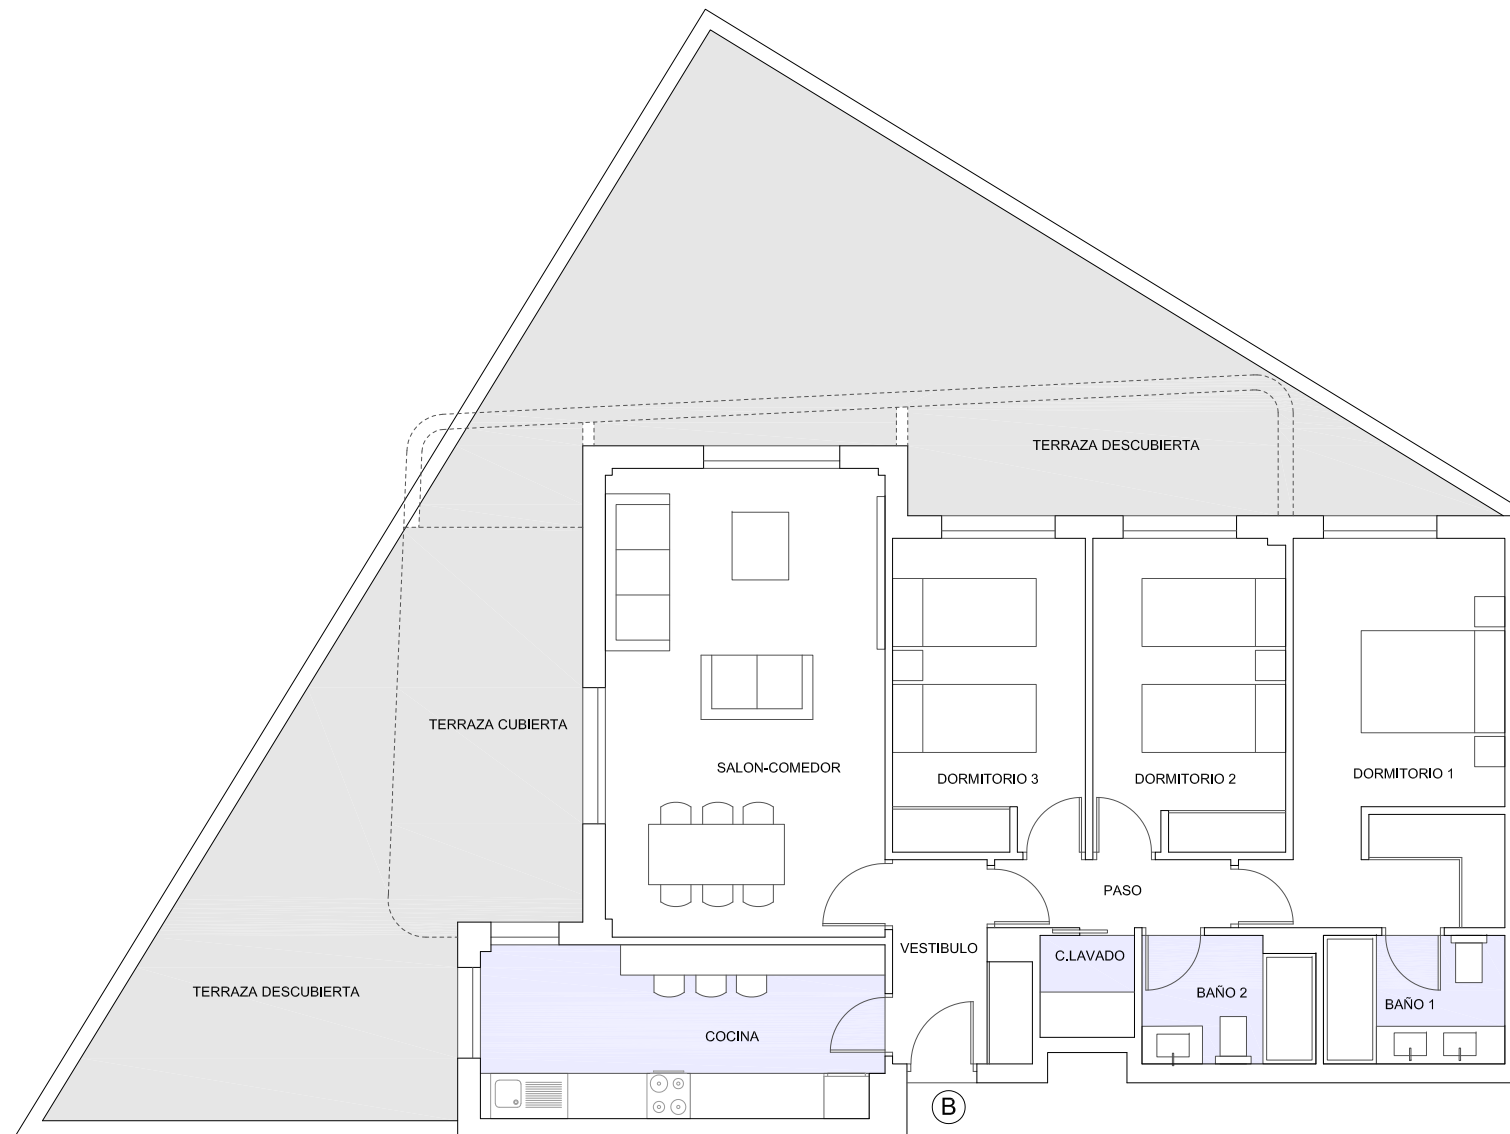 TERRAZA DESCUBIERTA
TERRAZA CUBIERTA
SALON-COMEDOR
DORMITORIO 3
DORMITORIO 2
DORMITORIO 1
PASO
VESTIBULO
C.LAVADO
TERRAZA DESCUBIERTA
BAÑO 2
BAÑO 1
COCINA
B